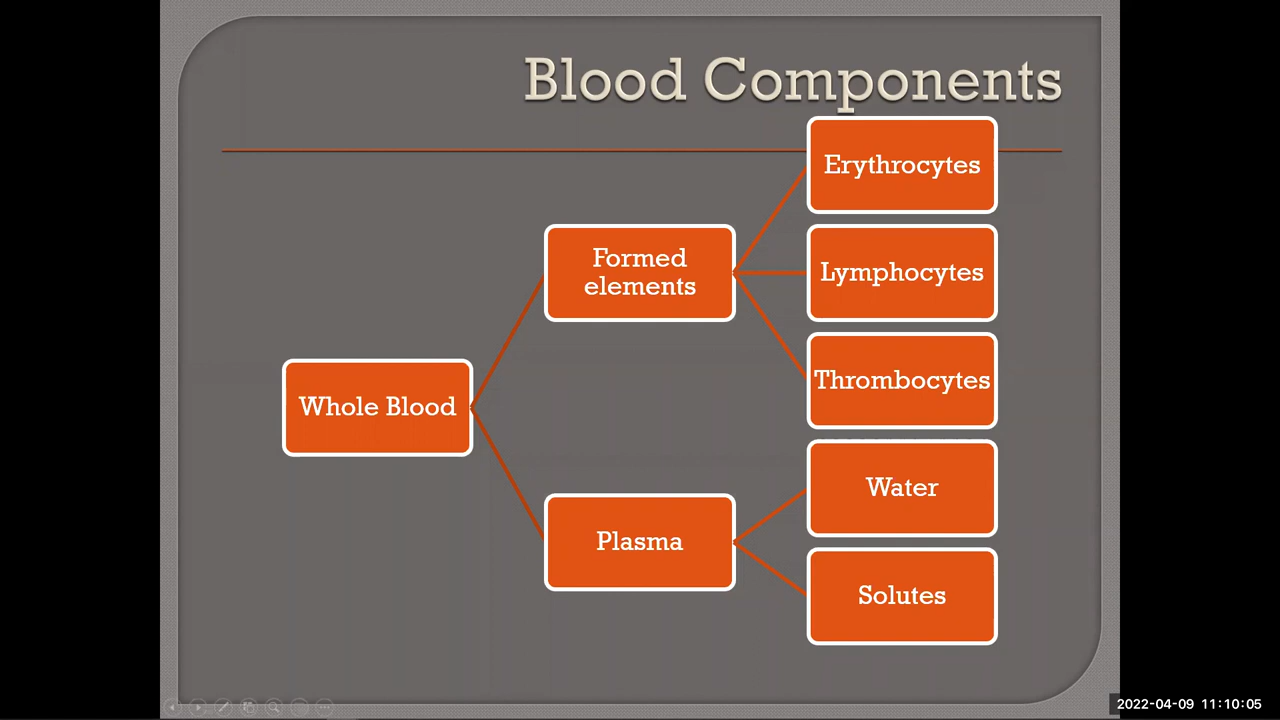 Blood Components
Erythrocytes
Formed
elements
Lymphocytes
Thrombocytes
Whole Blood
Water
Plasma
Solutes
2022-04-09 11:10:05